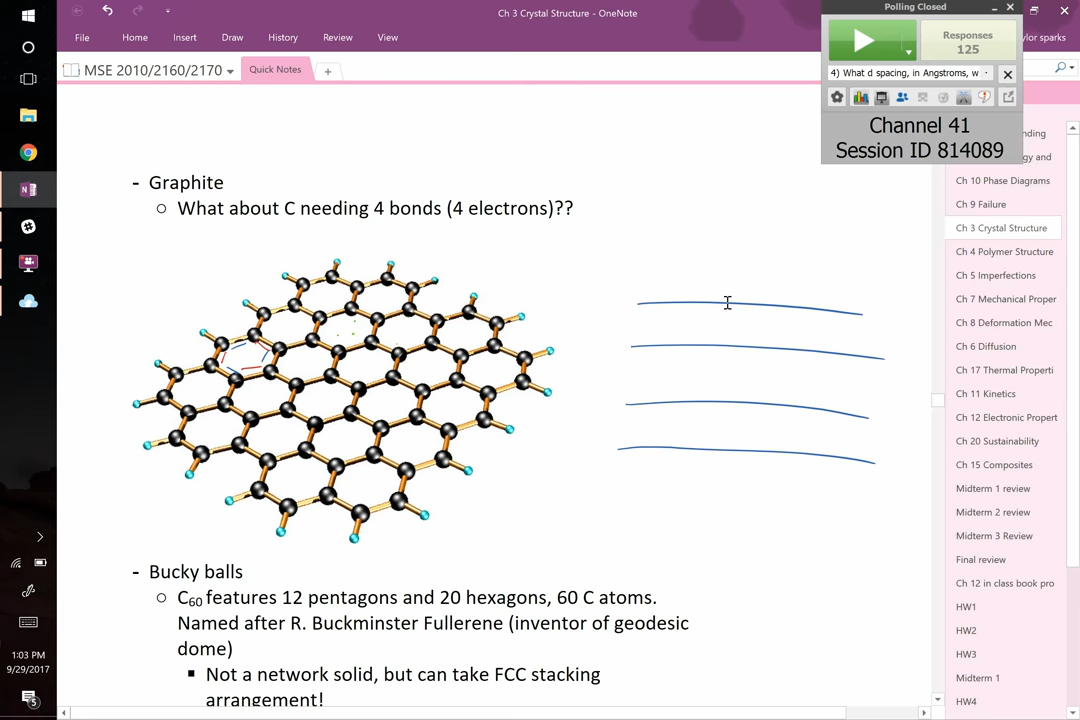 Ch 3 Crystal Structure - OneNote
Polling Closed
File Home Insert Draw History Review View
Responses
125
ylor sparks
MSE 2010/2160/2170
Quick Notes
4) What d spacing, in Angstroms, w
Channel 41
Session ID 814089
- Graphite
What about C needing 4 bonds (4 electrons)??
- Bucky balls
C60 features 12 pentagons and 20 hexagons, 60 C atoms.
Named after R. Buckminster Fullerene (inventor of geodesic
dome)
Not a network solid, but can take FCC stacking
arrangement!
nding
gy and
Ch 10 Phase Diagrams
Ch 9 Failure
Ch 3 Crystal Structure
Ch 4 Polymer Structure
Ch 5 Imperfections
Ch 7 Mechanical Proper
Ch 8 Deformation Mec
Ch 6 Diffusion
Ch 17 Thermal Properti
Ch 11 Kinetics
Ch 12 Electronic Propert
Ch 20 Sustainability
Ch 15 Composites
Midterm 1 review
Midterm 2 review
Midterm 3 Review
Final review
Ch 12 in class book pro
HW1
HW2
HW3
Midterm 1
HW4
1:03 PM
9/29/2017
5